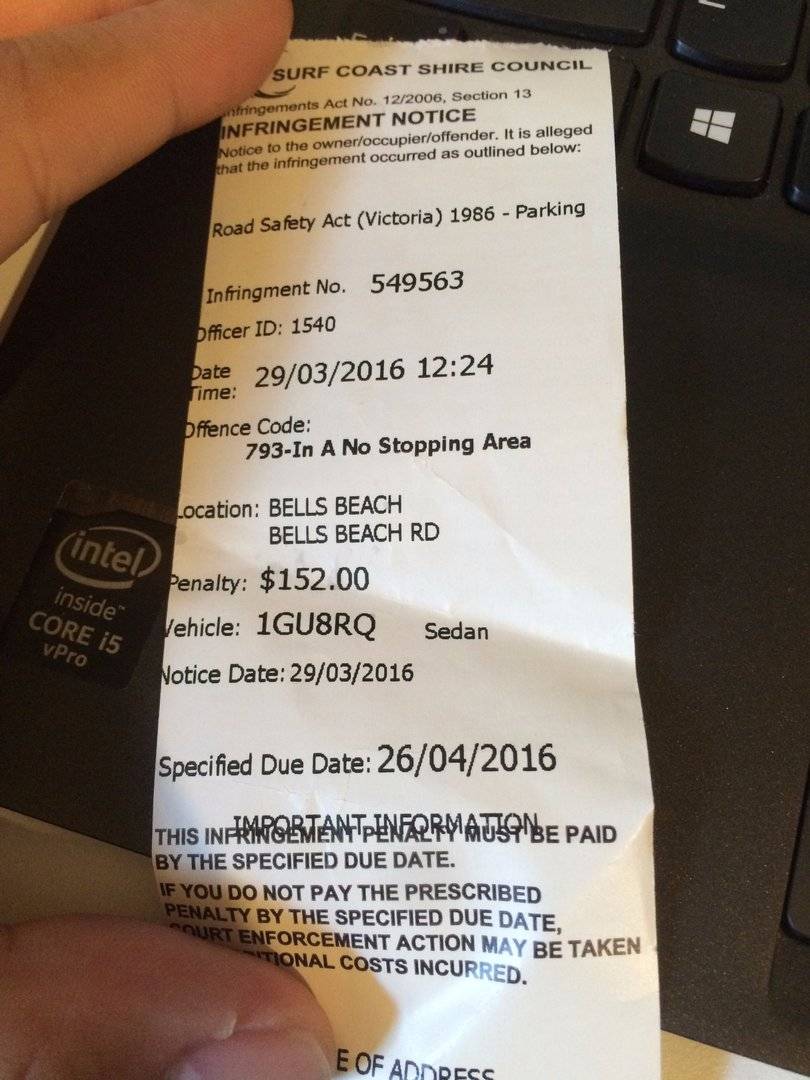 SURF COAST SHIRE COUNCIL
Infringements Act No. 12/2006, Section 13
INFRINGEMENT NOTICE
Notice to the owner/occupier/offender. It is alleged
that the infringement occurred as outlined below:
Road Safety Act (Victoria) 1986 - Parking
Infringment No. 549563
Officer ID: 1540
Date
Time: 29/03/2016 12:24
Offence Code:
793-In A No Stopping Area
Location: BELLS BEACH
BELLS BEACH RD
Penalty: $152.00
Vehicle: 1GU8RQ Sedan
Notice Date: 29/03/2016
Specified Due Date: 26/04/2016
IMPORTANT INFORMATION
THIS INFRINGEMENT PENALTY MUST BE PAID
BY THE SPECIFIED DUE DATE.
IF YOU DO NOT PAY THE PRESCRIBED
PENALTY BY THE SPECIFIED DUE DATE,
COURT ENFORCEMENT ACTION MAY BE TAKEN
ITIONAL COSTS INCURRED.
E OF ADDRESS
intel
inside™
CORE i5
vPro